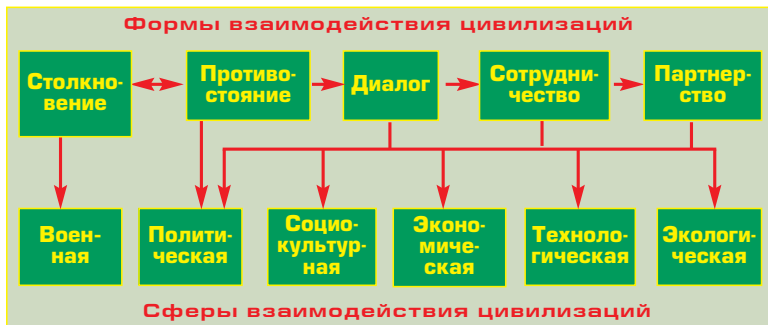 Формы взаимодействия цивилизаций
Столкно-
вение
Противо-
стояние
Диалог
Сотрудни-
чество
Партнер-
ство
Воен-
ная
Полити-
ческая
Социо-
культур-
ная
Эконо-
миче-
ская
Техноло-
гическая
Экологи-
ческая
Сферы взаимодействия цивилизаций